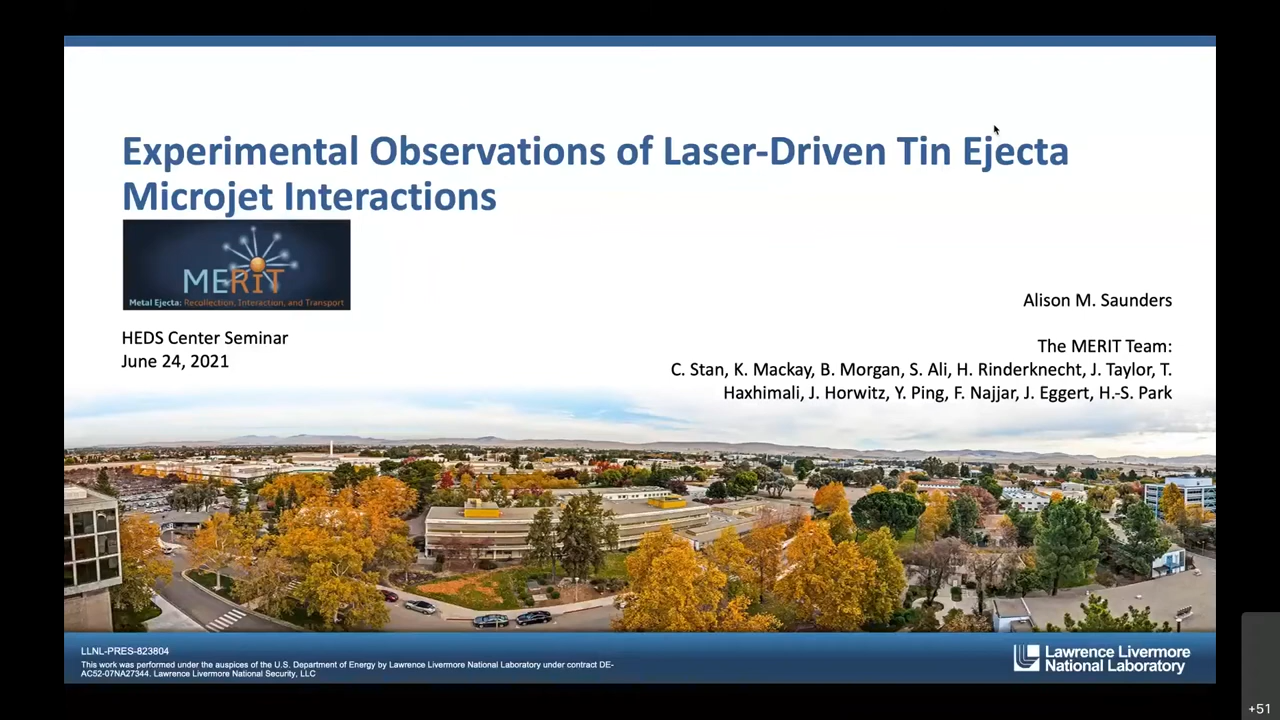 Experimental Observations of Laser-Driven Tin Ejecta
Microjet Interactions
MERIT
Metal Ejecta: Recollection, Interaction, and Transport
HEDS Center Seminar
June 24, 2021
Alison M. Saunders
The MERIT Team:
C. Stan, K. Mackay, B. Morgan, S. Ali, H. Rinderknecht, J. Taylor, T.
Haxhimali, J. Horwitz, Y. Ping, F. Najjar, J. Eggert, H.-S. Park
LLNL-PRES-823804
This work was performed under the auspices of the U.S. Department of Energy by Lawrence Livermore National Laboratory under contract DE-
AC52-07NA27344. Lawrence Livermore National Security, LLC
Lawrence Livermore
National Laboratory
+51